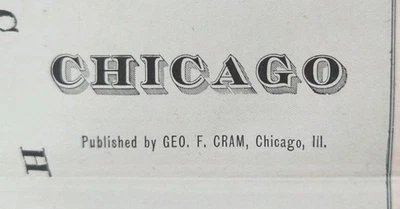 CHICAGO
Published by GEO. F. CRAM, Chicago, Ill.
H